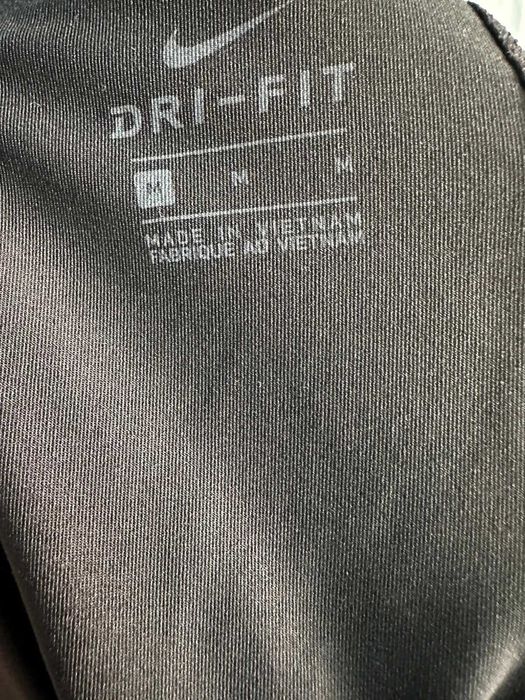 DRI-FIT
M M M
MADE IN VIETNAM
FABRIQUE AU VIETNAM